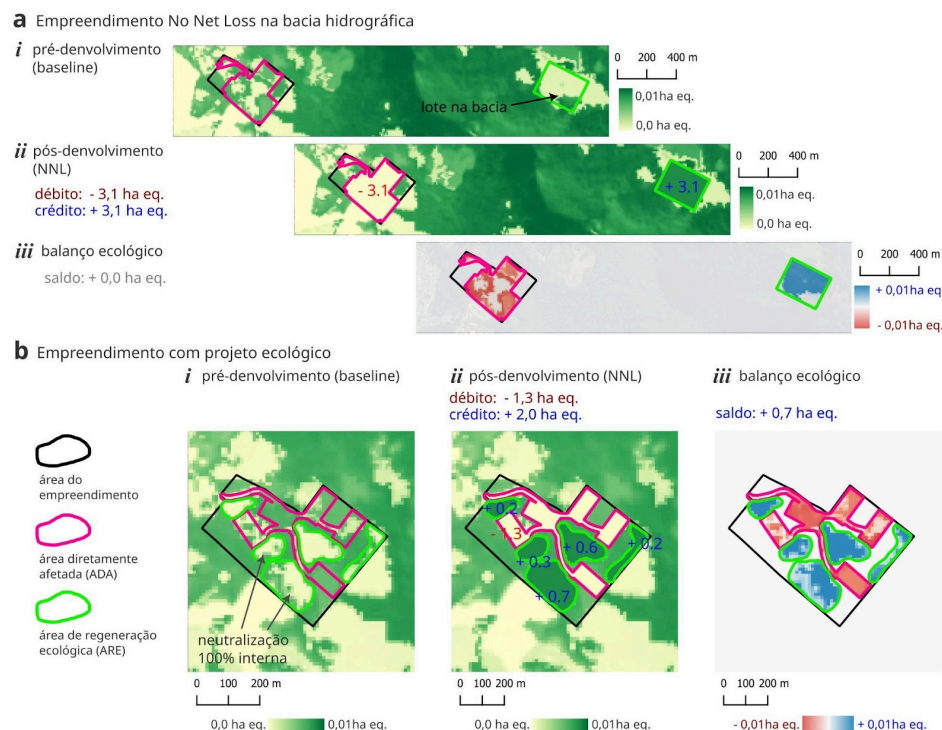 a Empreendimento No Net Loss na bacia hidrográfica
i pré-denvolvimento
(baseline)
lote na bacia
0 200 400 m
0,01ha eq.
0,0 ha eq.
ii pós-denvolvimento
(NNL)
débito: - 3,1 ha eq.
crédito: + 3,1 ha eq.
- 3.1
+ 3.1
0 200 400 m
0,01ha eq.
0,0 ha eq.
iii balanço ecológico
saldo: + 0,0 ha eq.
0 200 400 m
+ 0,01ha eq.
- 0,01ha eq.
b Empreendimento com projeto ecológico
i pré-denvolvimento (baseline)
ii pós-denvolvimento (NNL)
débito: - 1,3 ha eq.
crédito: + 2,0 ha eq.
iii balanço ecológico
saldo: + 0,7 ha eq.
área do
empreendimento
área diretamente
afetada (ADA)
área de regeneração
ecológica (ARE)
neutralização
100% interna
+ 0.2
- 1.3
+ 0.6
+ 0.2
+ 0.3
+ 0.7
0 100 200 m
0 100 200 m
0 100 200 m
0,0 ha eq. 0,01ha eq.
0,0 ha eq. 0,01ha eq.
- 0,01ha eq. + 0,01ha eq.